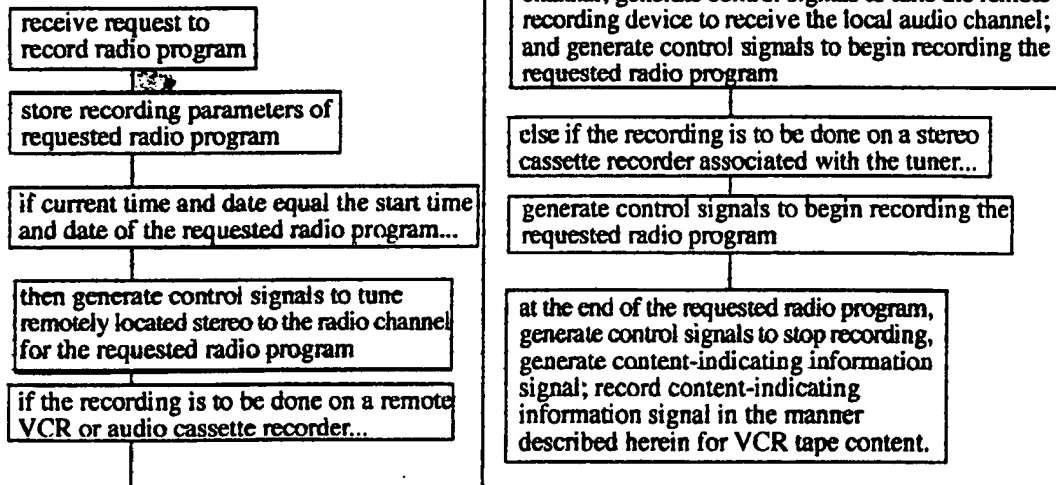 receive request to
record radio program
store recording parameters of
requested radio program
if current time and date equal the start time
and date of the requested radio program...
then generate control signals to tune
remotely located stereo to the radio channel
for the requested radio program
if the recording is to be done on a remote
VCR or audio cassette recorder...
recording device to receive the local audio channel;
and generate control signals to begin recording the
requested radio program
else if the recording is to be done on a stereo
cassette recorder associated with the tuner...
generate control signals to begin recording the
requested radio program
at the end of the requested radio program,
generate control signals to stop recording,
generate content-indicating information
signal; record content-indicating
information signal in the manner
described herein for VCR tape content.